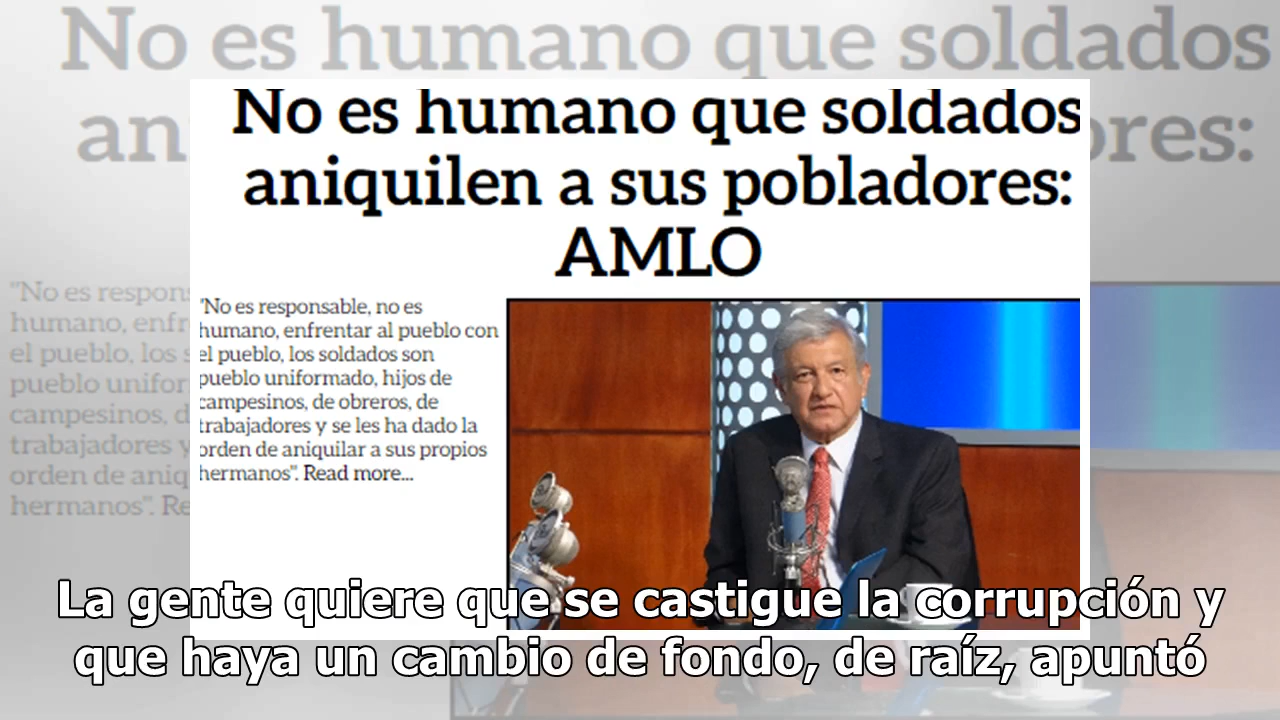 No es humano que soldados
aniquilen a sus pobladores:
AMLO
"No es responsable, no es
humano, enfrentar al pueblo con
el pueblo, los soldados son
pueblo uniformado, hijos de
campesinos, de obreros, de
trabajadores y se les ha dado la
orden de aniquilar a sus propios
hermanos". Read more...
La gente quiere que se castigue la corrupción y
que haya un cambio de fondo, de raíz, apuntó